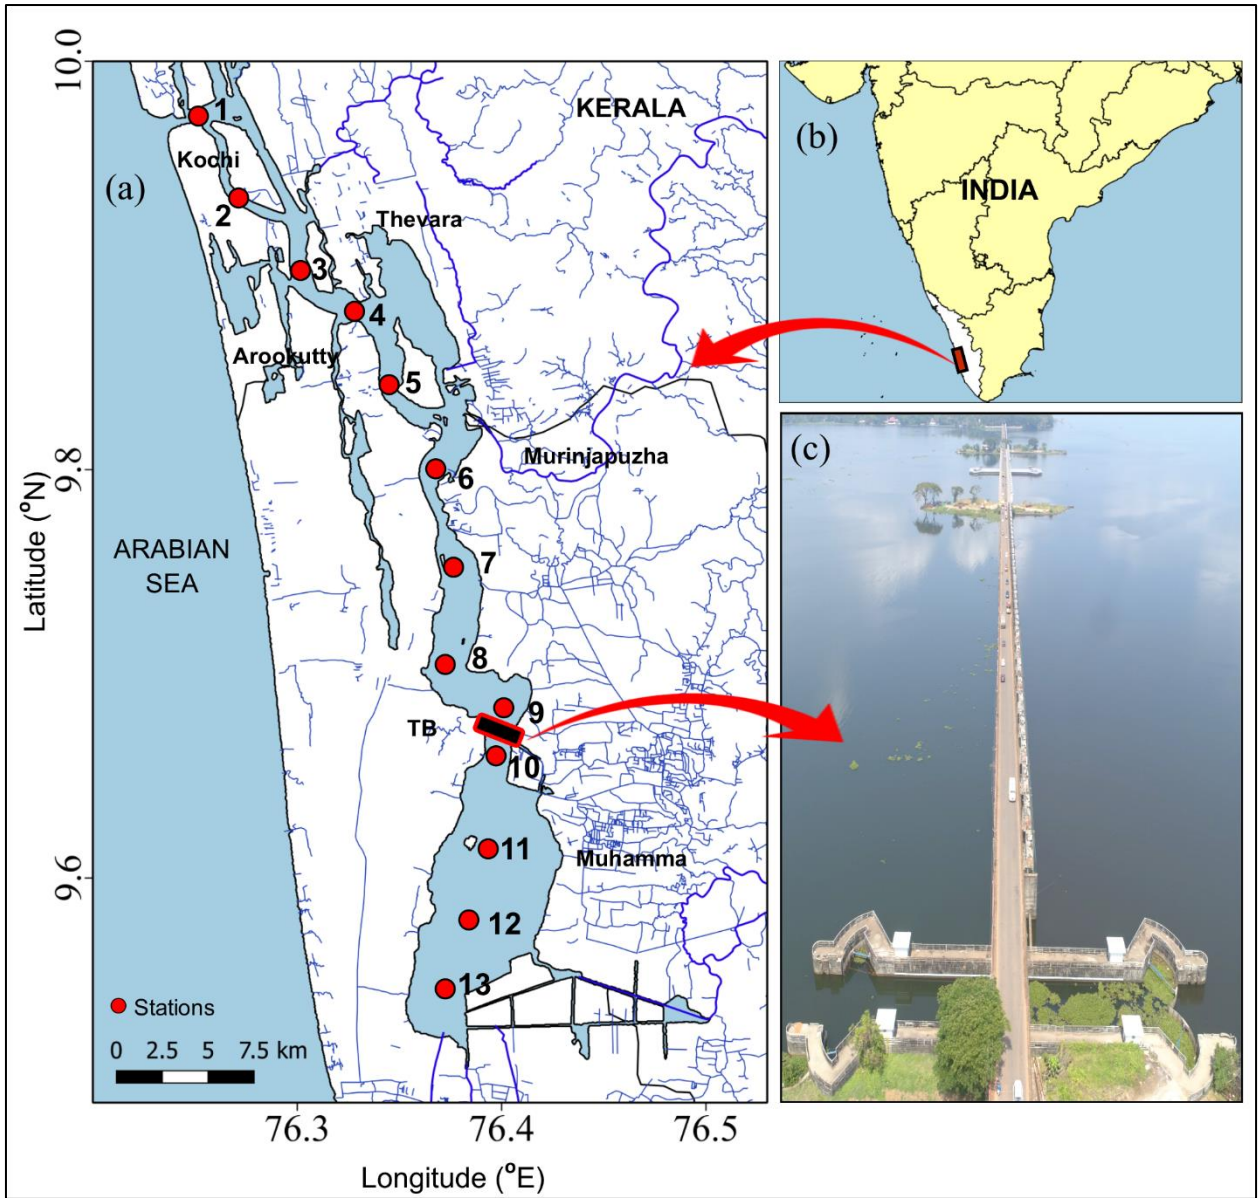 10.0
9.8
9.6
Latitude (°N)
(a)
KERALA
1
Kochi
2
Thevara
3
4
Arookutty
5
Murinjapuzha
6
ARABIAN
SEA
7
8
9
TB
10
11
Muhamma
12
13
Stations
0 2.5 5 7.5 km
76.3 76.4 76.5
Longitude (°E)
(b)
INDIA
(c)